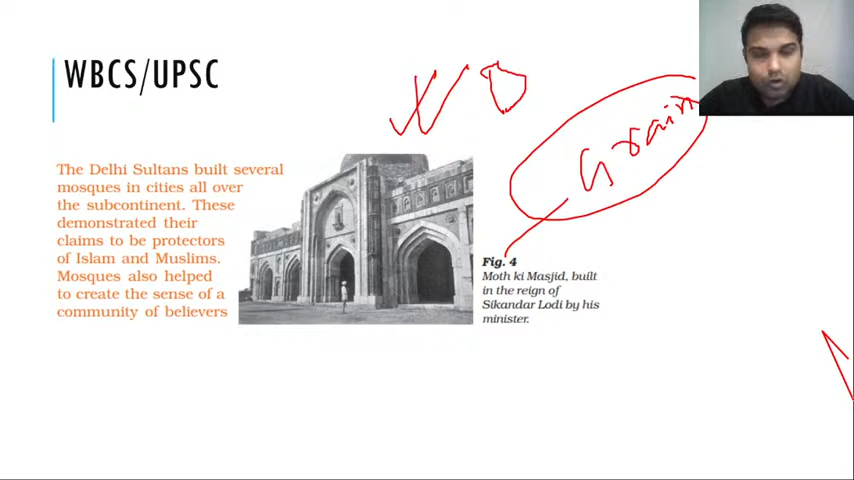 WBCS/UPSC
Grain
The Delhi Sultans built several
mosques in cities all over
the subcontinent. These
demonstrated their
claims to be protectors
of Islam and Muslims.
Mosques also helped
to create the sense of a
community of believers
Fig. 4
Moth ki Masjid, built
in the reign of
Sikandar Lodi by his
minister.